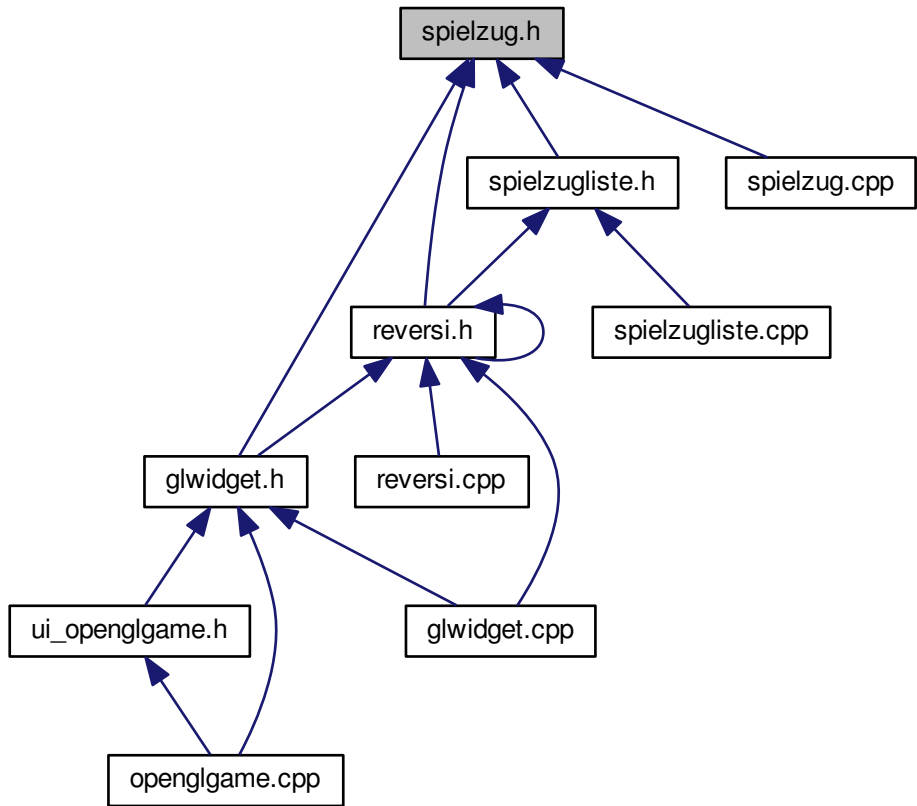 spielzug.h
spielzugliste.h
spielzug.cpp
reversi.h
spielzugliste.cpp
glwidget.h
reversi.cpp
ui_openglgame.h
glwidget.cpp
openglgame.cpp